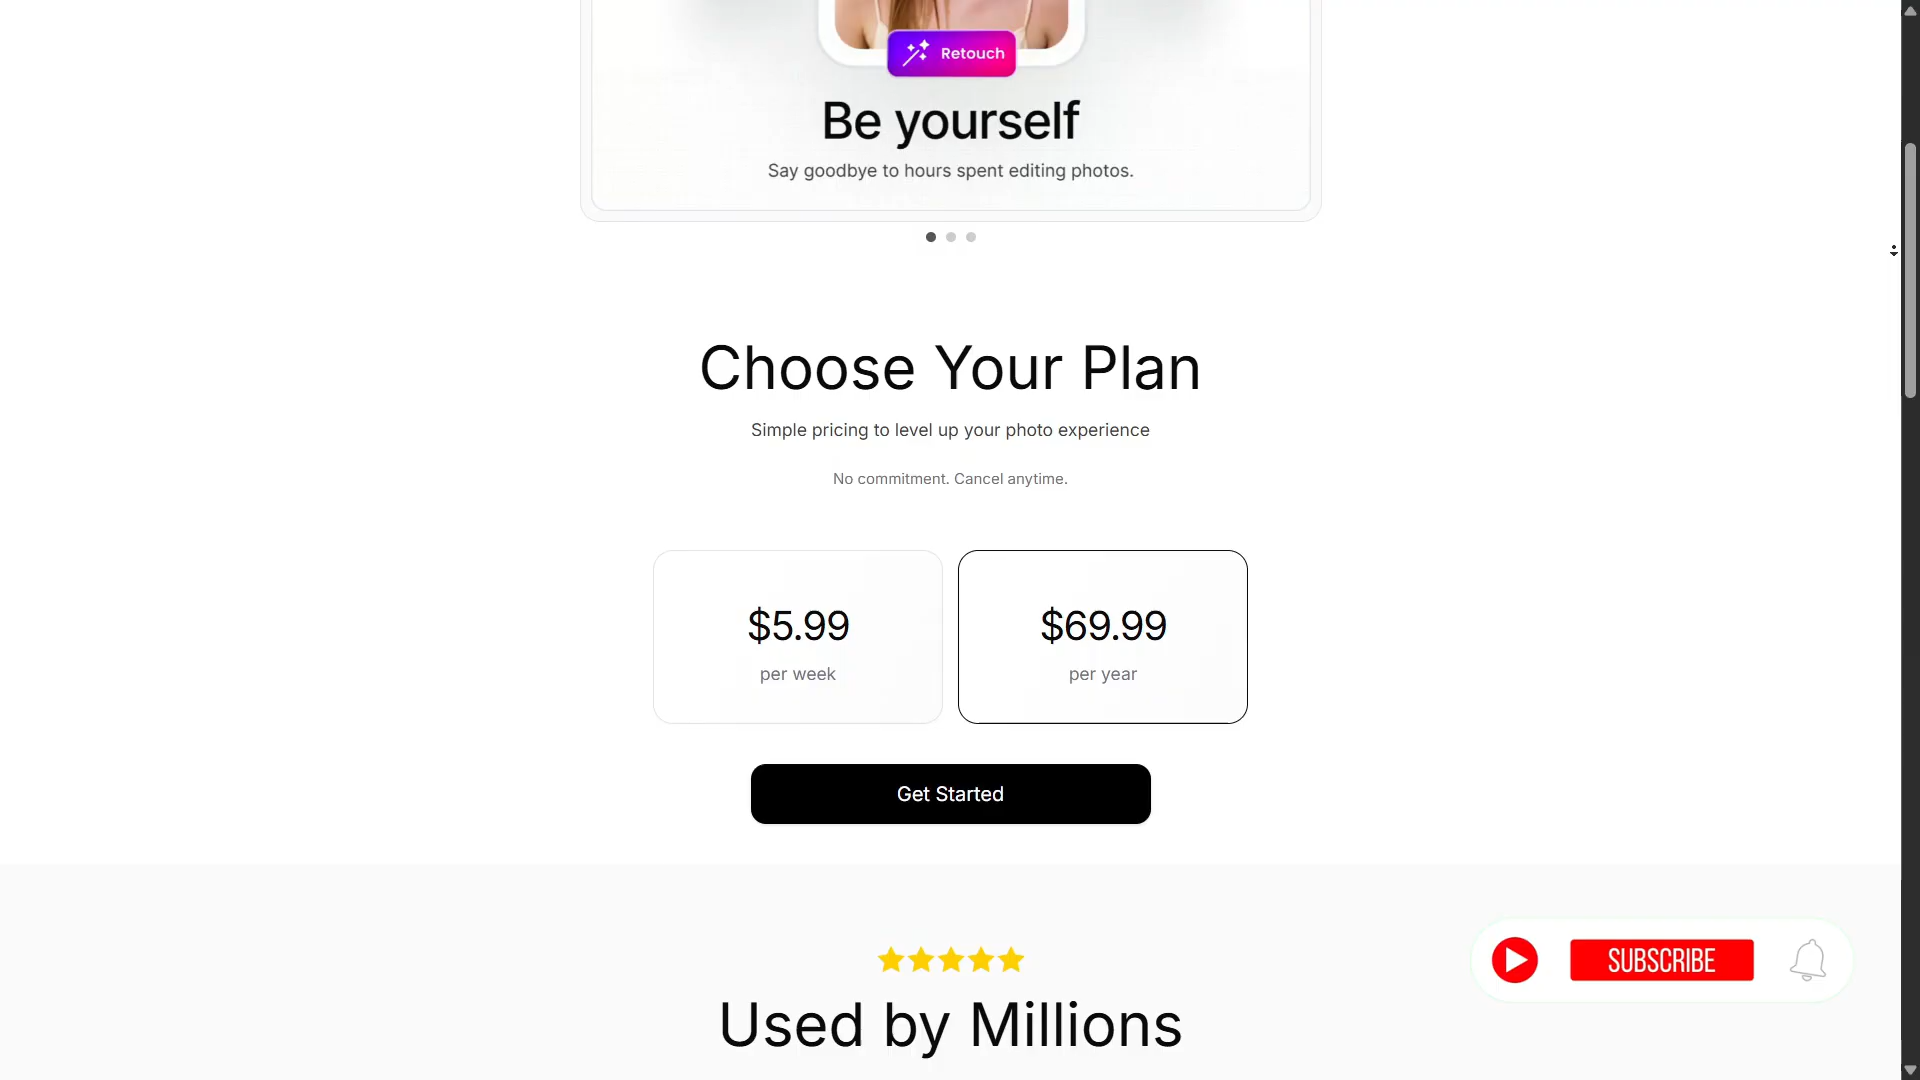 Retouch
Be yourself
Say goodbye to hours spent editing photos.
Choose Your Plan
Simple pricing to level up your photo experience
No commitment. Cancel anytime.
$5.99
per week
$69.99
per year
Get Started
Used by Millions
SUBSCRIBE